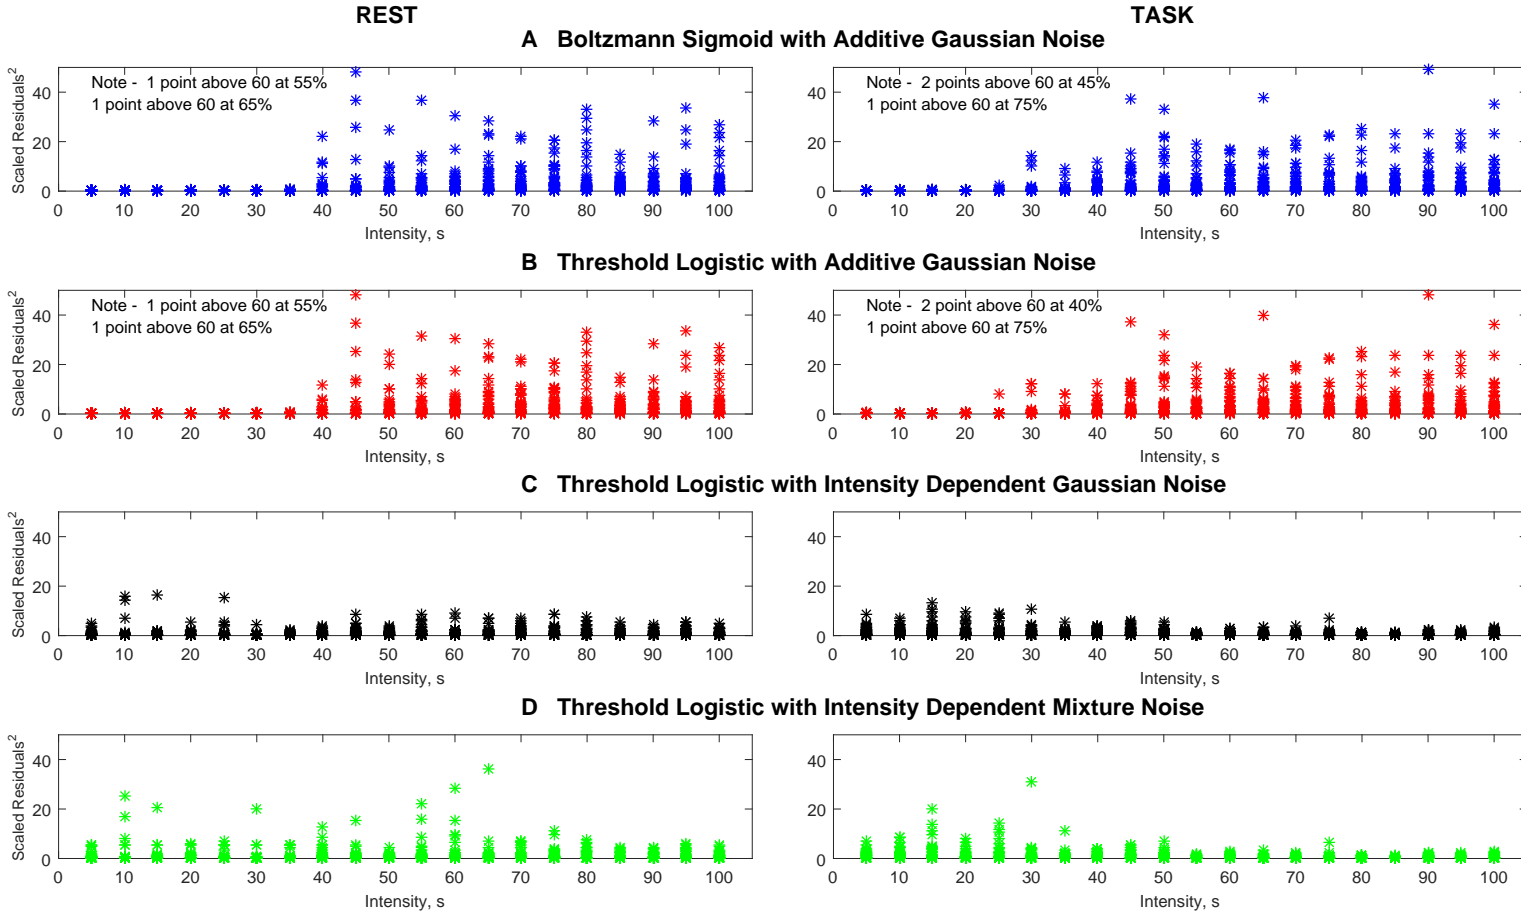 REST
TASK
A Boltzmann Sigmoid with Additive Gaussian Noise
Scaled Residuals²
40
20
0
Note - 1 point above 60 at 55%
1 point above 60 at 65%
0 10 20 30 40 50 60 70 80 90 100
Intensity, s
40
20
0
Note - 2 points above 60 at 45%
1 point above 60 at 75%
0 10 20 30 40 50 60 70 80 90 100
Intensity, s
B Threshold Logistic with Additive Gaussian Noise
Scaled Residuals²
40
20
0
Note - 1 point above 60 at 55%
1 point above 60 at 65%
0 10 20 30 40 50 60 70 80 90 100
Intensity, s
40
20
0
Note - 2 point above 60 at 40%
1 point above 60 at 75%
0 10 20 30 40 50 60 70 80 90 100
Intensity, s
C Threshold Logistic with Intensity Dependent Gaussian Noise
Scaled Residuals²
40
20
0
0 10 20 30 40 50 60 70 80 90 100
Intensity, s
40
20
0
0 10 20 30 40 50 60 70 80 90 100
Intensity, s
D Threshold Logistic with Intensity Dependent Mixture Noise
Scaled Residuals²
40
20
0
0 10 20 30 40 50 60 70 80 90 100
Intensity, s
40
20
0
0 10 20 30 40 50 60 70 80 90 100
Intensity, s